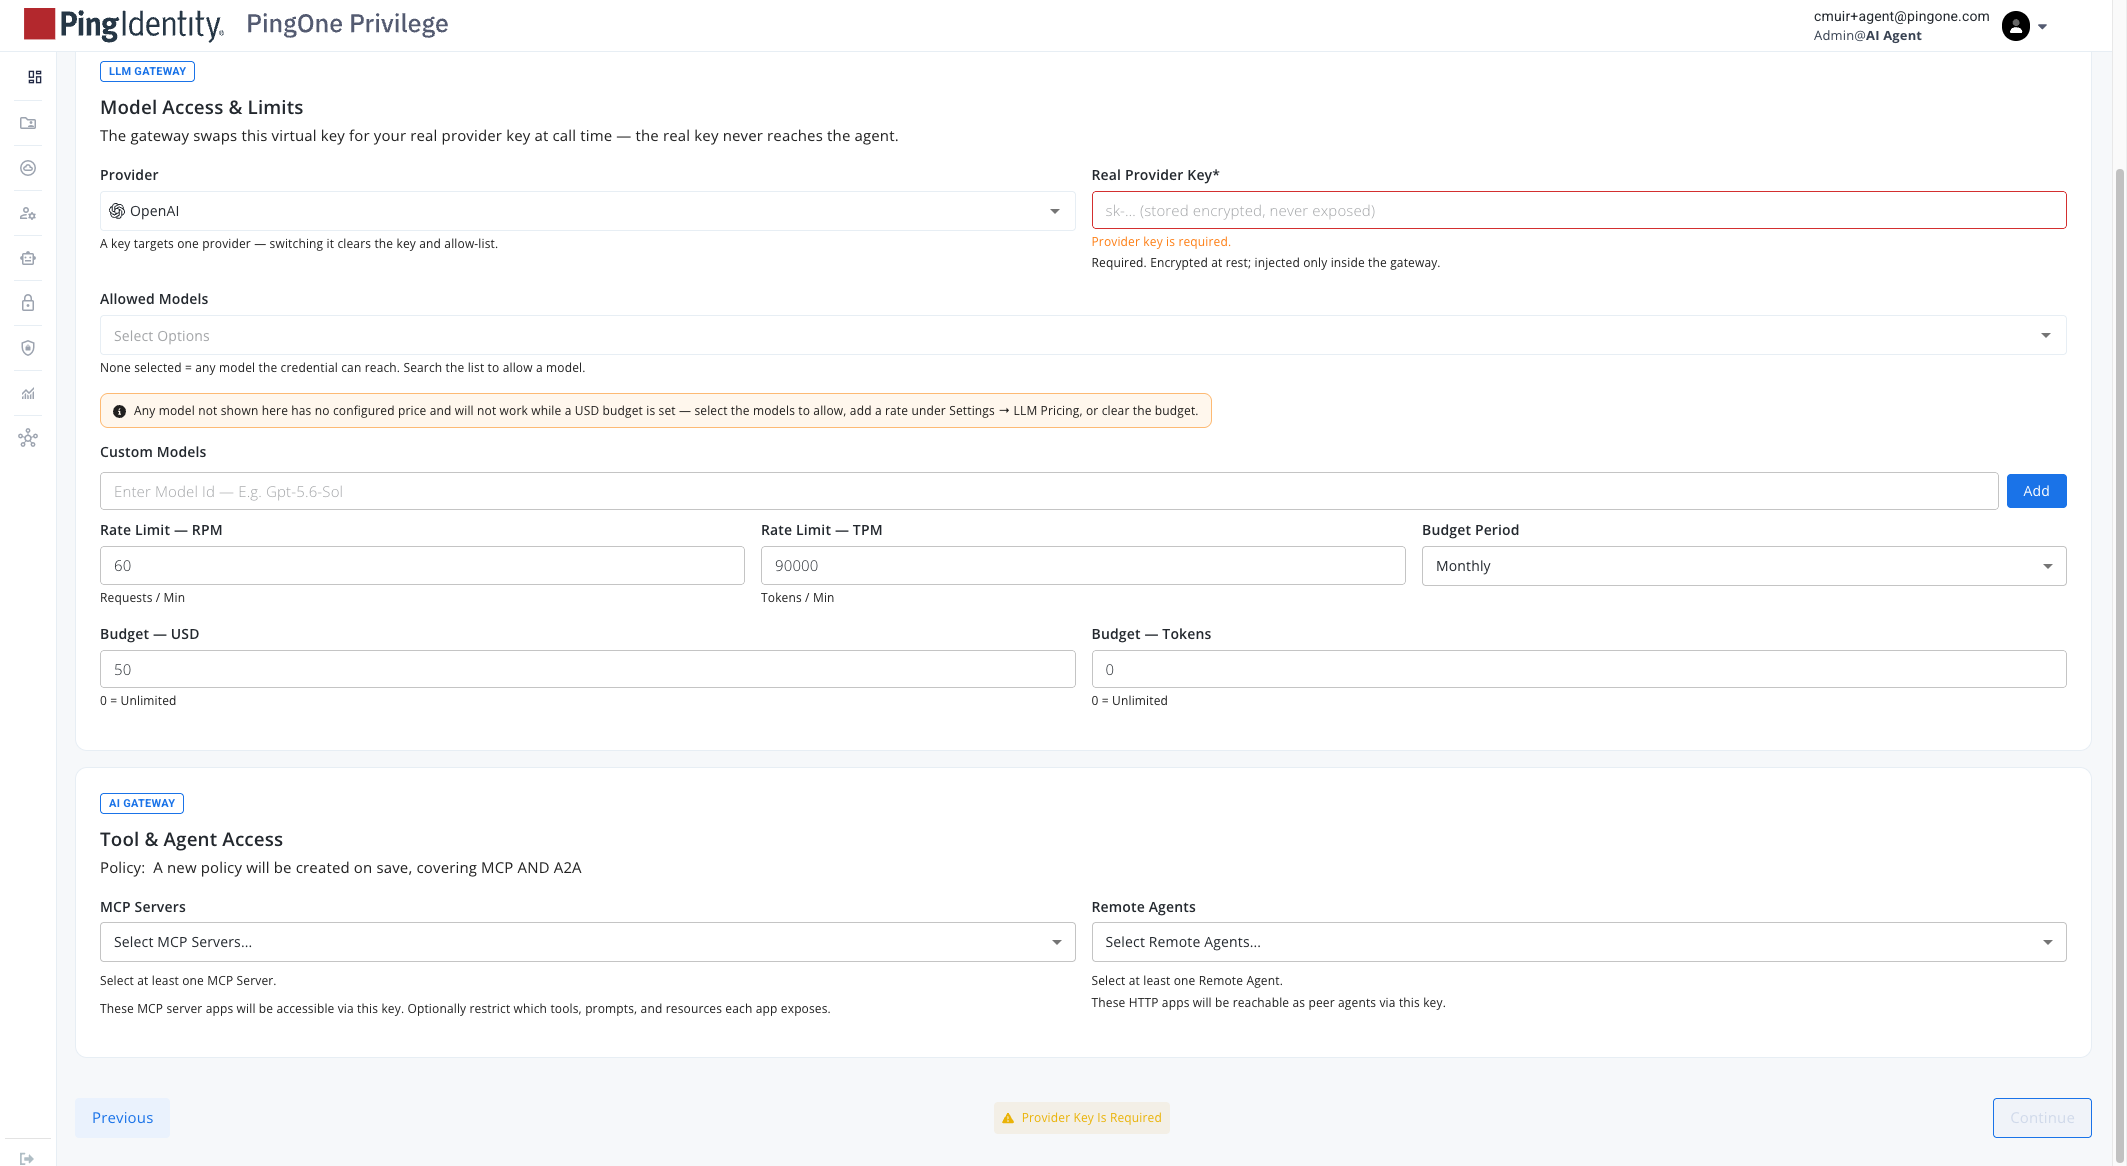 PingIdentity. PingOne Privilege
cmuir+agent@pingone.com
Admin@AI Agent
LLM GATEWAY
Model Access & Limits
The gateway swaps this virtual key for your real provider key at call time — the real key never reaches the agent.
Provider
OpenAI
A key targets one provider — switching it clears the key and allow-list.
Real Provider Key*
sk-... (stored encrypted, never exposed)
Provider key is required.
Required. Encrypted at rest; injected only inside the gateway.
Allowed Models
Select Options
None selected = any model the credential can reach. Search the list to allow a model.
Any model not shown here has no configured price and will not work while a USD budget is set — select the models to allow, add a rate under Settings → LLM Pricing, or clear the budget.
Custom Models
Enter Model Id — E.g. Gpt-5.6-Sol
Add
Rate Limit — RPM
60
Requests / Min
Rate Limit — TPM
90000
Tokens / Min
Budget Period
Monthly
Budget — USD
50
0 = Unlimited
Budget — Tokens
0
0 = Unlimited
AI GATEWAY
Tool & Agent Access
Policy: A new policy will be created on save, covering MCP AND A2A
MCP Servers
Select MCP Servers...
Select at least one MCP Server.
These MCP server apps will be accessible via this key. Optionally restrict which tools, prompts, and resources each app exposes.
Remote Agents
Select Remote Agents...
Select at least one Remote Agent.
These HTTP apps will be reachable as peer agents via this key.
Previous
Provider Key Is Required
Continue